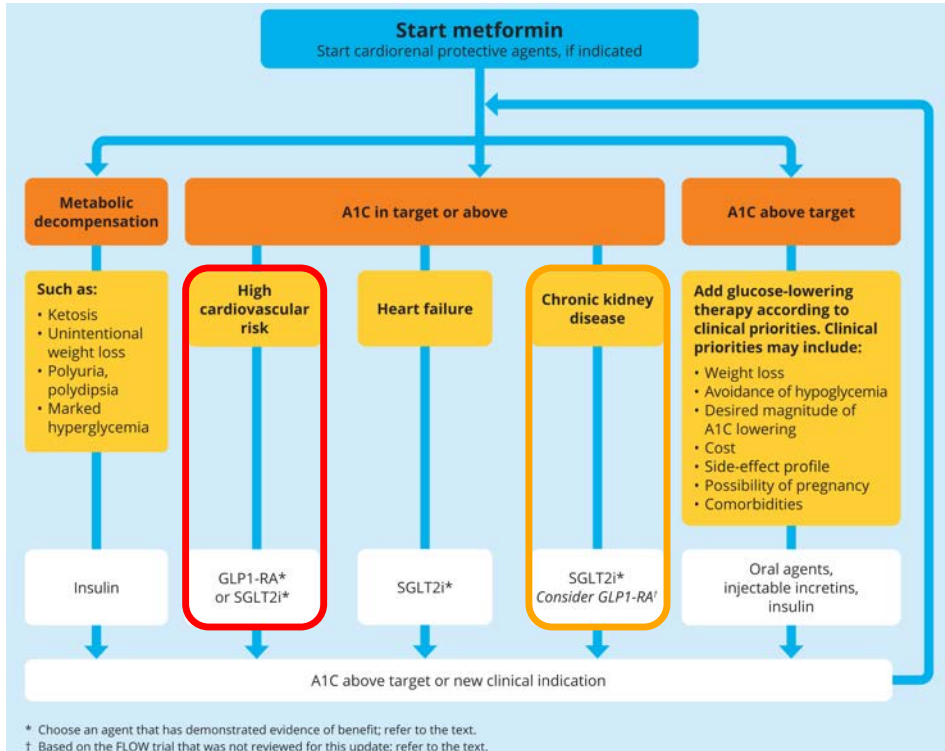 Start metformin
Start cardiorenal protective agents, if indicated
Metabolic
decompensation
A1C in target or above
A1C above target
Such as:
• Ketosis
• Unintentional
weight loss
• Polyuria,
polydipsia
• Marked
hyperglycemia
High
cardiovascular
risk
Heart failure
Chronic kidney
disease
Add glucose-lowering
therapy according to
clinical priorities. Clinical
priorities may include:
• Weight loss
• Avoidance of hypoglycemia
• Desired magnitude of
A1C lowering
• Cost
• Side-effect profile
• Possibility of pregnancy
• Comorbidities
Insulin
GLP1-RA*
or SGLT2i*
SGLT2i*
SGLT2i*
Consider GLP1-RA†
Oral agents,
injectable incretins,
insulin
A1C above target or new clinical indication
* Choose an agent that has demonstrated evidence of benefit; refer to the text.
† Based on the FLOW trial that was not reviewed for this update; refer to the text.